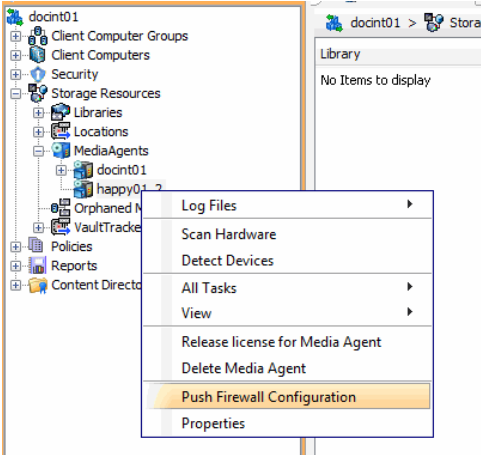 docint01
Client Computer Groups
Client Computers
Security
Storage Resources
Libraries
Locations
MediaAgents
docint01
happy01_2
Orphaned M
VaultTracke
Policies
Reports
Content Directo
docint01 > Stora
Library
No Items to display
Log Files
Scan Hardware
Detect Devices
All Tasks
View
Release license for Media Agent
Delete Media Agent
Push Firewall Configuration
Properties